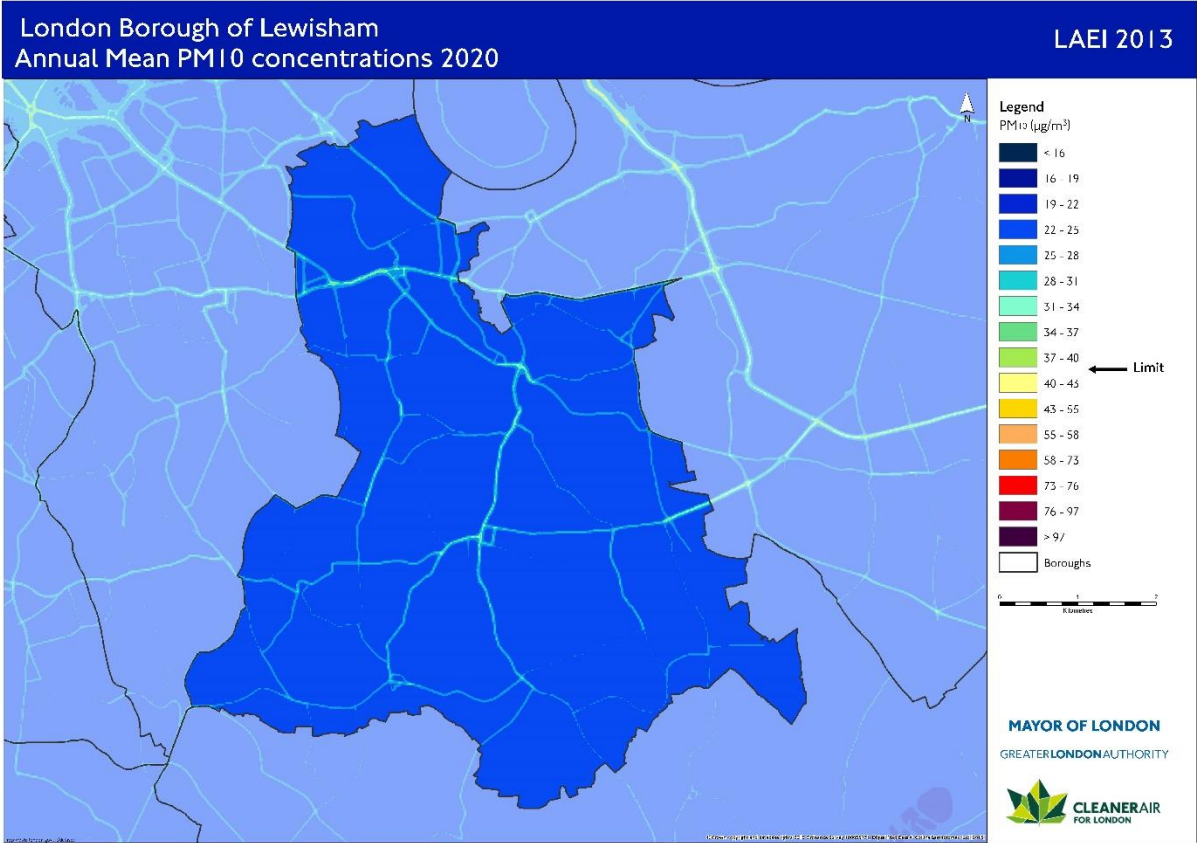 London Borough of Lewisham
Annual Mean PM10 concentrations 2020
LAEI 2013
N
Legend
PM10 (µg/m³)
< 16
16 - 19
19 - 22
22 - 25
25 - 28
28 - 31
31 - 34
34 - 37
37 - 40
Limit
40 - 43
43 - 55
55 - 58
58 - 73
73 - 76
76 - 97
> 97
Boroughs
0 1 2
Kilometres
MAYOR OF LONDON
GREATER LONDON AUTHORITY
CLEANERAIR
FOR LONDON